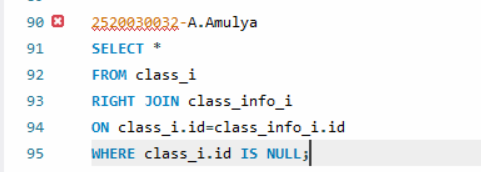 90 2520030032-A.Amulya
91 SELECT *
92 FROM class_i
93 RIGHT JOIN class_info_i
94 ON class_i.id=class_info_i.id
95 WHERE class_i.id IS NULL;